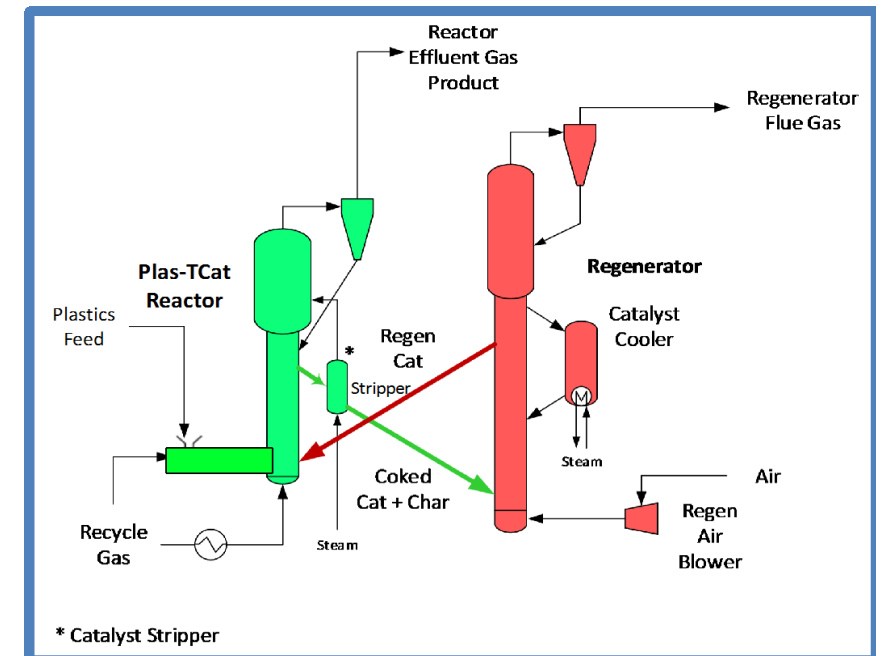 Reactor
Effluent Gas
Product
Regenerator
Flue Gas
Plas-TCat
Reactor
Regenerator
Plastics
Feed
Catalyst
Cooler
Regen
Cat
*
Stripper
M
Steam
Coked
Cat + Char
Air
Regen
Air
Blower
Recycle
Gas
Steam
* Catalyst Stripper